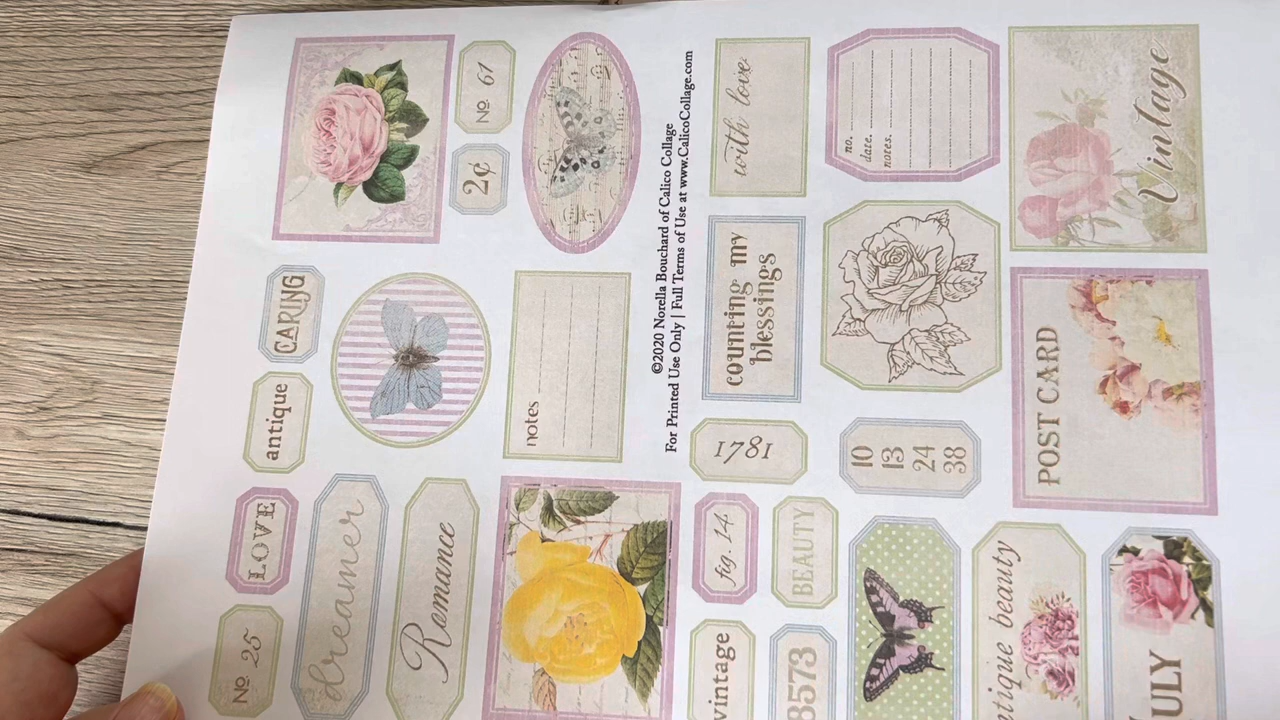 No. 61
2¢
CARING
antique
LOVE
No. 25
dreamer
Romance
notes
©2020 Norella Bouchard of Calico Collage
For Printed Use Only | Full Terms of Use at www.CalicoCollage.com
with love
counting my
blessings
1781
fig. 14
BEAUTY
vintage
8573
no.
date.
notes.
10
13
24
38
Vintage
POST CARD
ntique beauty
ULY